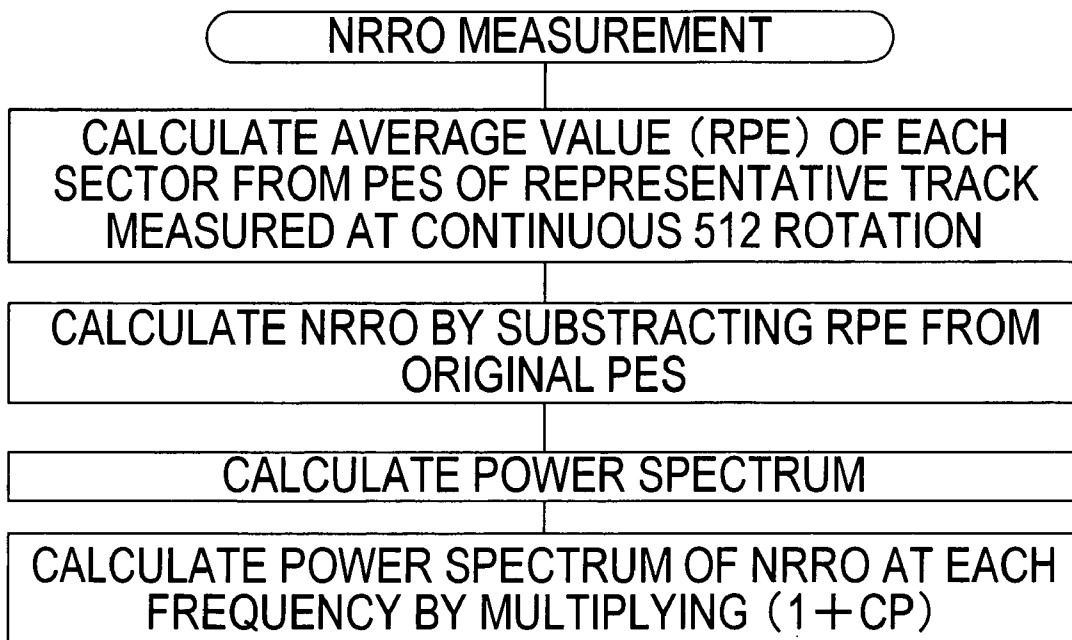 NRRO MEASUREMENT
CALCULATE AVERAGE VALUE (RPE) OF EACH
SECTOR FROM PES OF REPRESENTATIVE TRACK
MEASURED AT CONTINUOUS 512 ROTATION
CALCULATE NRRO BY SUBSTRACTING RPE FROM
ORIGINAL PES
CALCULATE POWER SPECTRUM
CALCULATE POWER SPECTRUM OF NRRO AT EACH
FREQUENCY BY MULTIPLYING (1+CP)